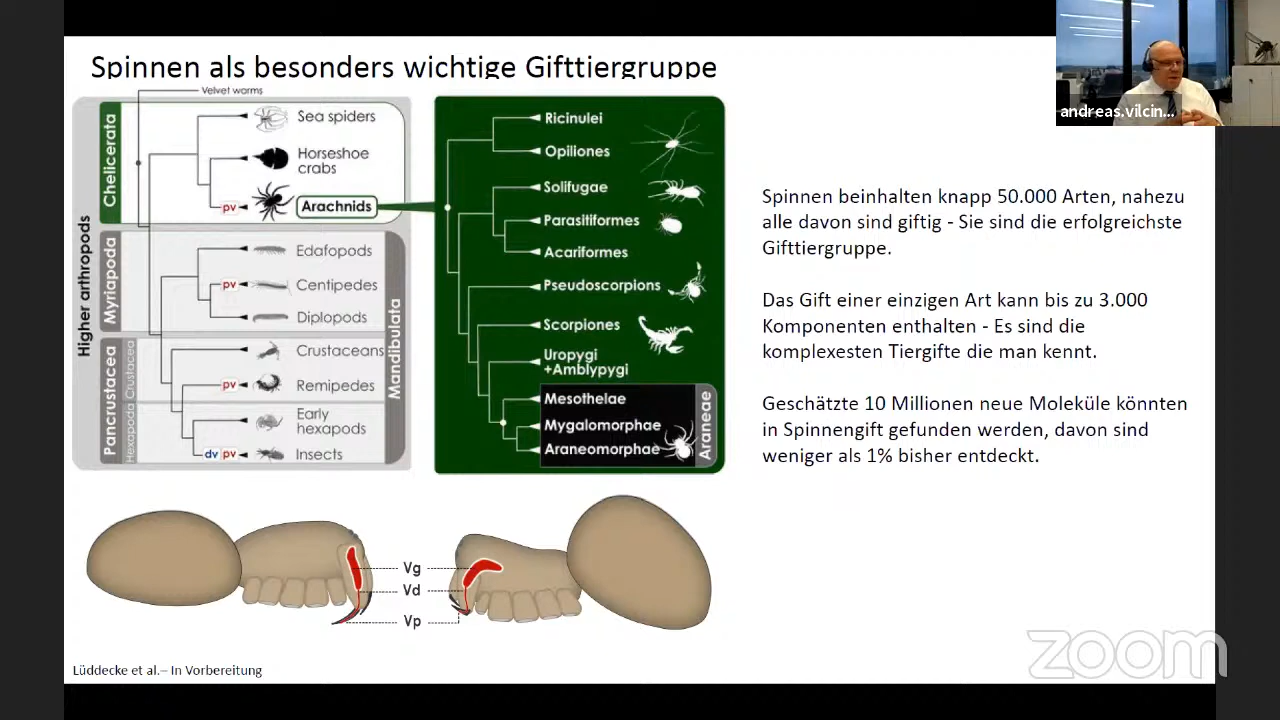 Spinnen als besonders wichtige Gifttiergruppe
andreas.vilcin...
Velvet worms
Higher arthropods
Chelicerata
Sea spiders
Horseshoe
crabs
pv
Arachnids
Myriapoda
Edafopods
pv
Centipedes
Diplopods
Mandibulata
Pancrustacea
Hexapoda
Crustacea
Crustaceans
pv
Remipedes
Early
hexapods
dv pv
Insects
Ricinulei
Opiliones
Solifugae
Parasitiformes
Acariformes
Pseudoscorpions
Scorpiones
Uropygi
+Amblypygi
Mesothelae
Mygalomorphae
Araneomorphae
Araneae
Spinnen beinhalten knapp 50.000 Arten, nahezu
alle davon sind giftig - Sie sind die erfolgreichste
Gifttiergruppe.
Das Gift einer einzigen Art kann bis zu 3.000
Komponenten enthalten - Es sind die
komplexesten Tiergifte die man kennt.
Geschätzte 10 Millionen neue Moleküle könnten
in Spinnengift gefunden werden, davon sind
weniger als 1% bisher entdeckt.
Vg
Vd
Vp
Lüddecke et al.– In Vorbereitung
zoom